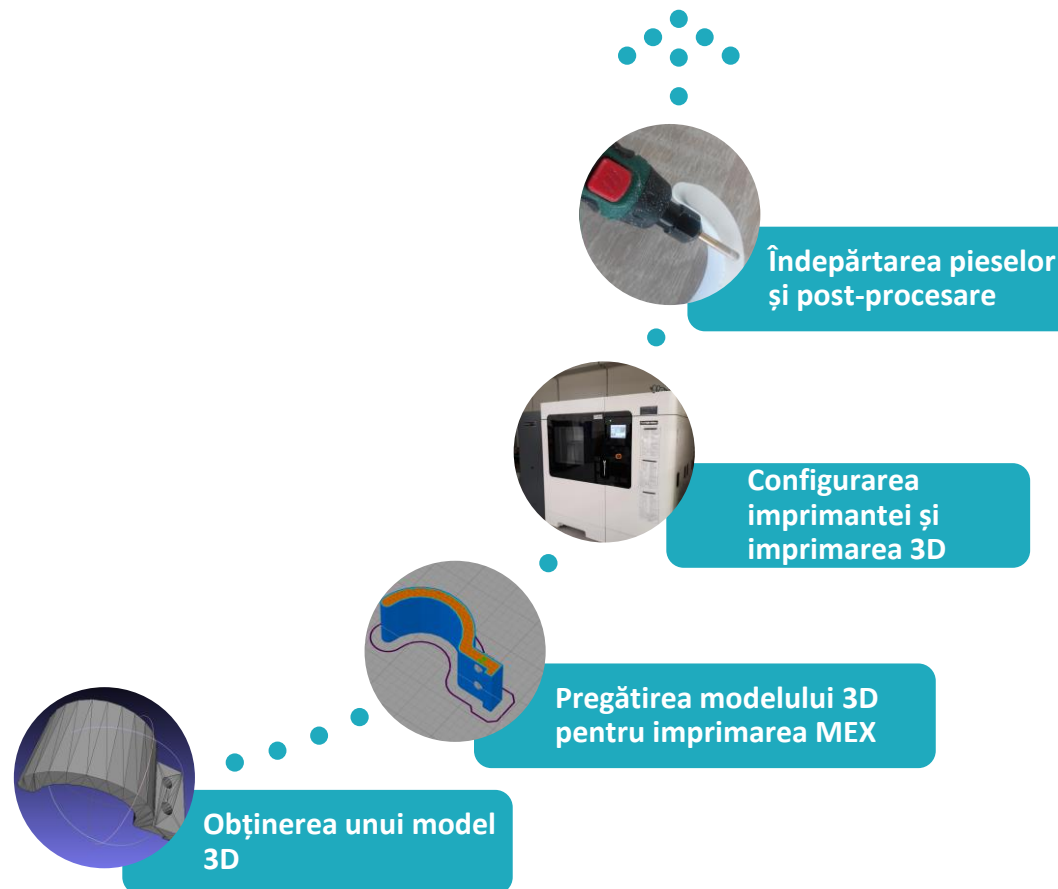 Îndepărtarea pieselor
și post-procesare
Configurarea
imprimantei și
imprimarea 3D
Pregătirea modelului 3D
pentru imprimarea MEX
Obținerea unui model
3D